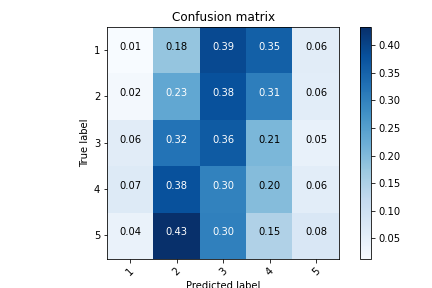 Confusion matrix
True label
1 0.01 0.18 0.39 0.35 0.06
2 0.02 0.23 0.38 0.31 0.06
3 0.06 0.32 0.36 0.21 0.05
4 0.07 0.38 0.30 0.20 0.06
5 0.04 0.43 0.30 0.15 0.08
1 2 3 4 5
Predicted label
0.40
0.35
0.30
0.25
0.20
0.15
0.10
0.05